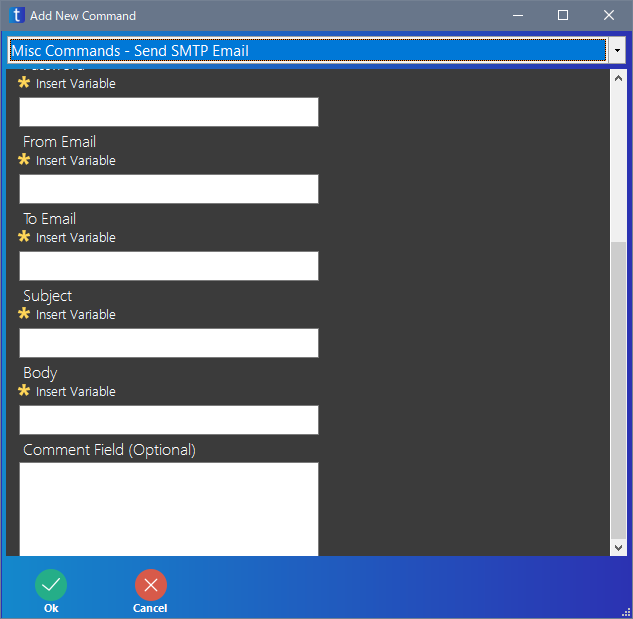 t Add New Command
Misc Commands - Send SMTP Email
Insert Variable
From Email
Insert Variable
To Email
Insert Variable
Subject
Insert Variable
Body
Insert Variable
Comment Field (Optional)
Ok
Cancel